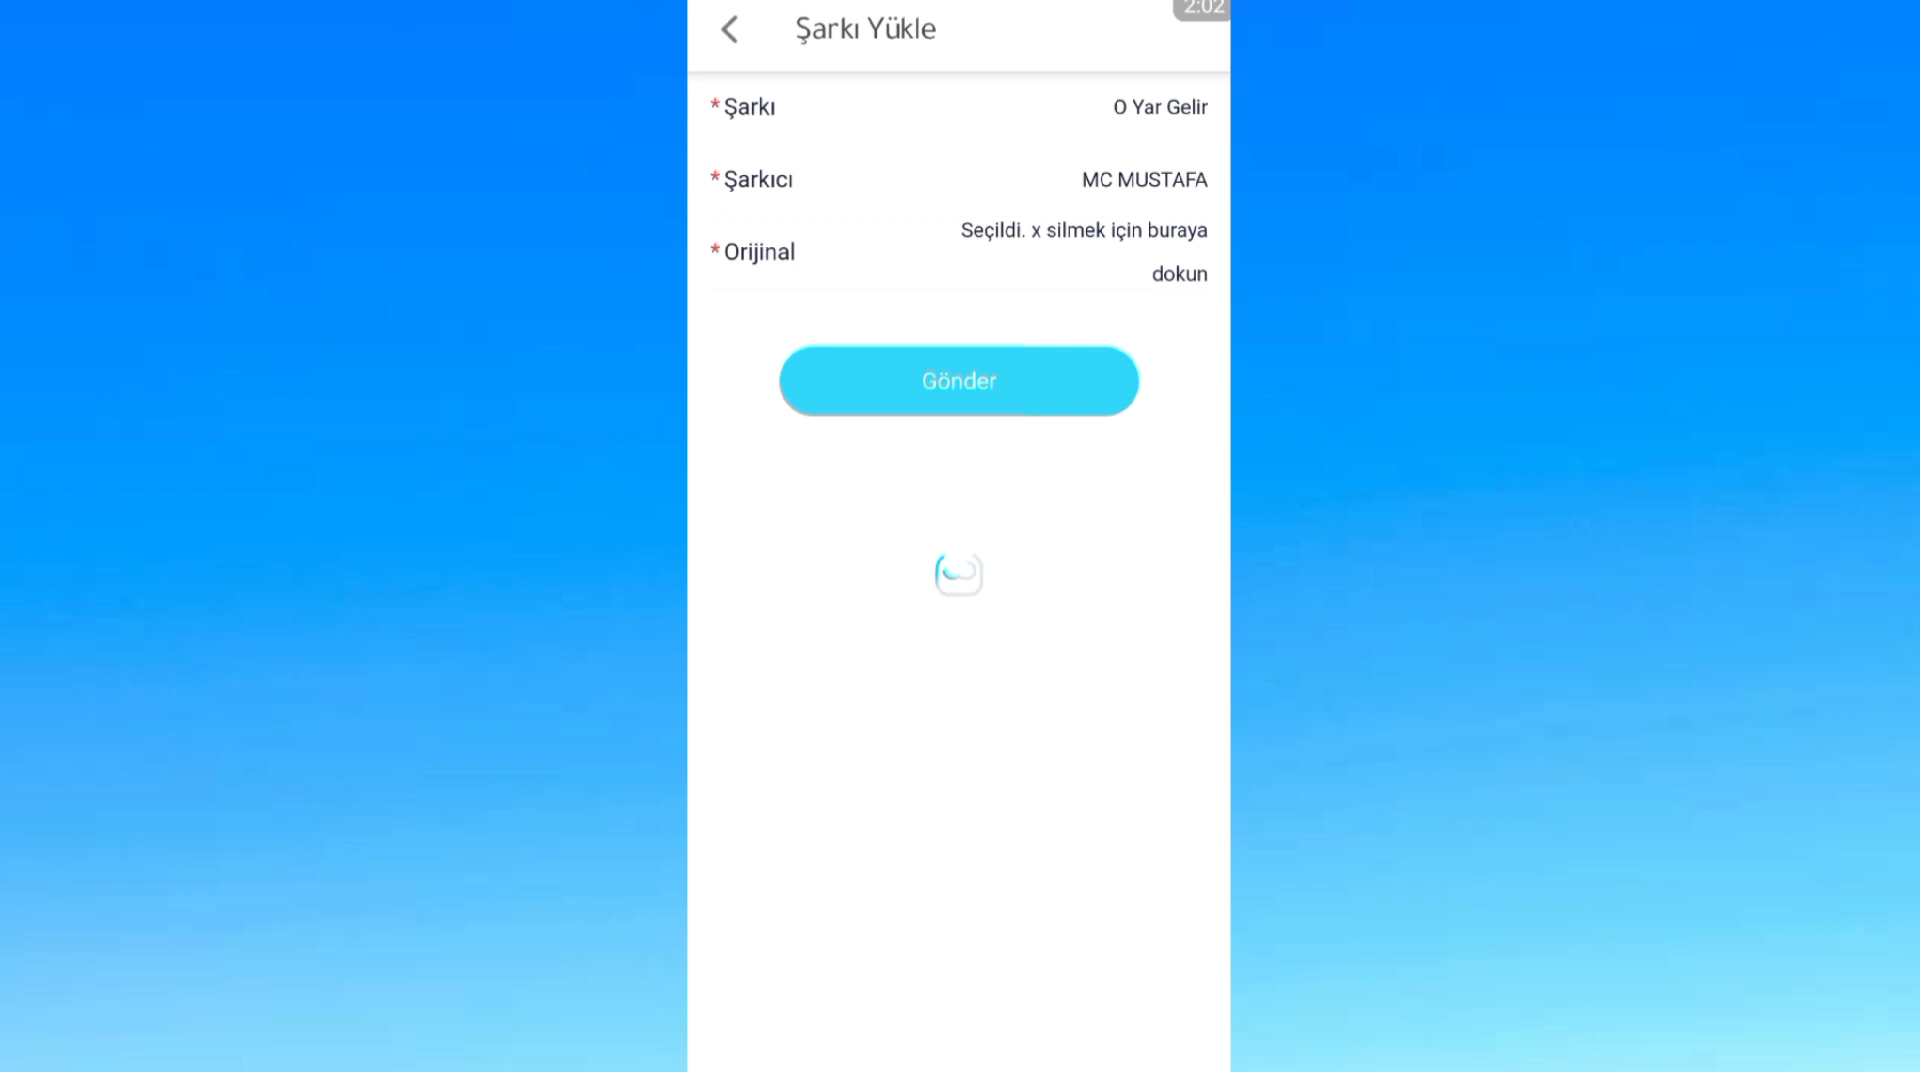 2:02
Şarkı Yükle
*Şarkı
O Yar Gelir
*Şarkıcı
MC MUSTAFA
*Orijinal
Seçildi. x silmek için buraya
dokun
Gönder